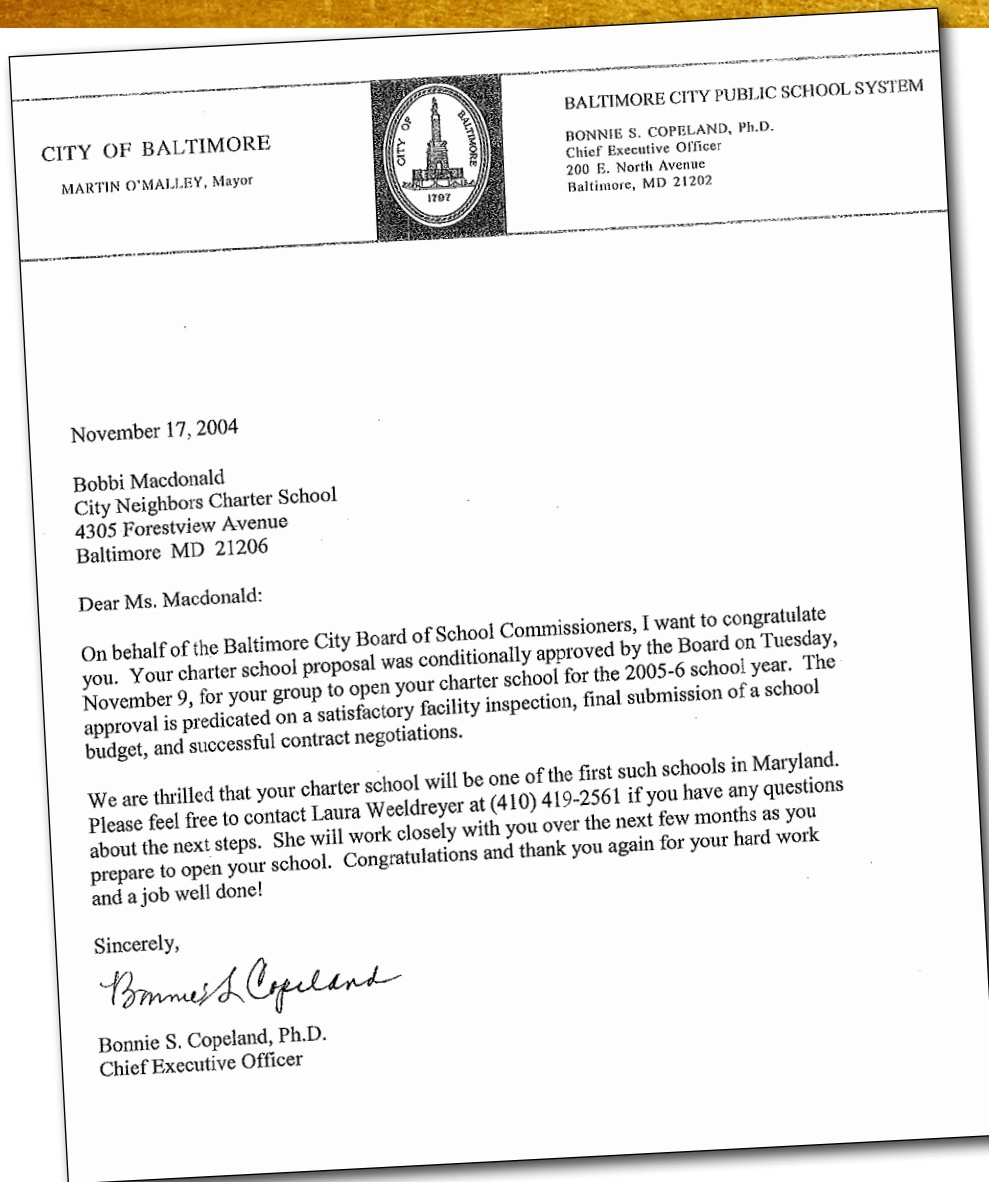 CITY OF BALTIMORE
MARTIN O'MALLEY, Mayor
CITY OF BALTIMORE
1797
BALTIMORE CITY PUBLIC SCHOOL SYSTEM
BONNIE S. COPELAND, Ph.D.
Chief Executive Officer
200 E. North Avenue
Baltimore, MD 21202
November 17, 2004
Bobbi Macdonald
City Neighbors Charter School
4305 Forestview Avenue
Baltimore MD 21206
Dear Ms. Macdonald:
On behalf of the Baltimore City Board of School Commissioners, I want to congratulate
you. Your charter school proposal was conditionally approved by the Board on Tuesday,
November 9, for your group to open your charter school for the 2005-6 school year. The
approval is predicated on a satisfactory facility inspection, final submission of a school
budget, and successful contract negotiations.
We are thrilled that your charter school will be one of the first such schools in Maryland.
Please feel free to contact Laura Weeldreyer at (410) 419-2561 if you have any questions
about the next steps. She will work closely with you over the next few months as you
prepare to open your school. Congratulations and thank you again for your hard work
and a job well done!
Sincerely,
Bonnie S. Copeland
Bonnie S. Copeland, Ph.D.
Chief Executive Officer